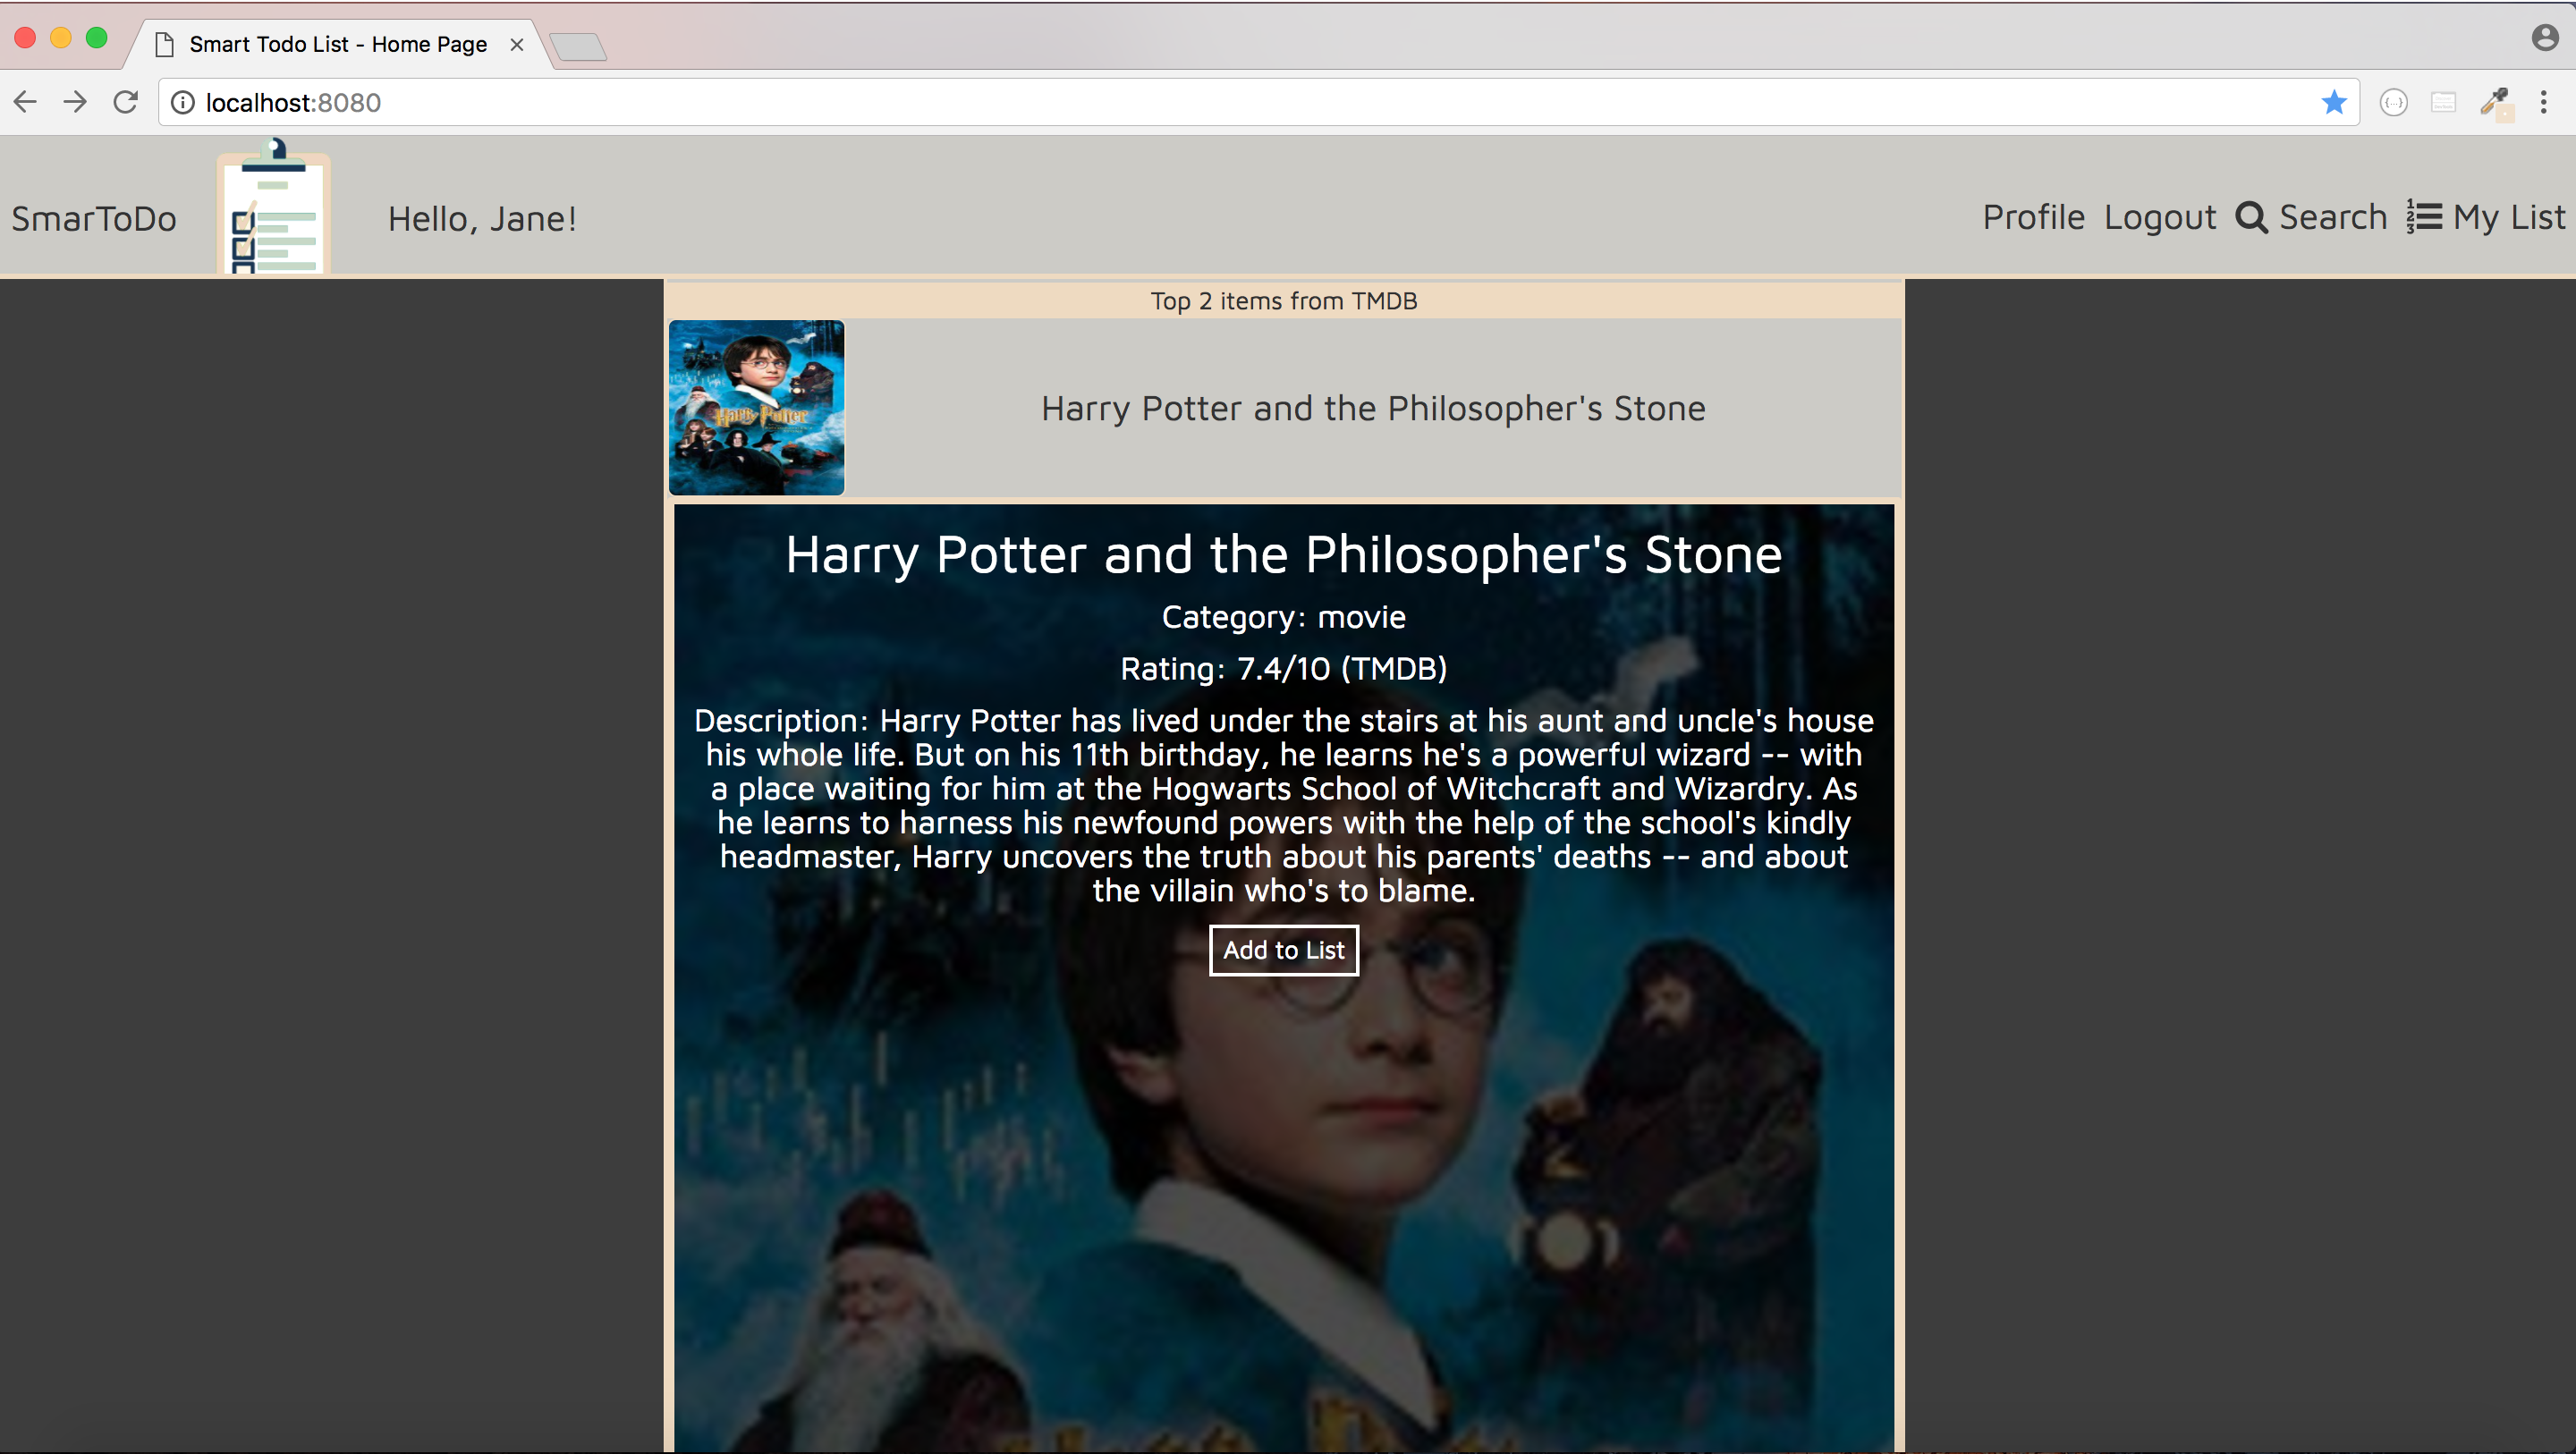 Smart Todo List - Home Page
localhost:8080
SmarToDo
Hello, Jane!
Profile Logout Search My List
Top 2 items from TMDB
Harry Potter
Harry Potter and the Philosopher's Stone
Harry Potter and the Philosopher's Stone
Category: movie
Rating: 7.4/10 (TMDB)
Description: Harry Potter has lived under the stairs at his aunt and uncle's house
his whole life. But on his 11th birthday, he learns he's a powerful wizard -- with
a place waiting for him at the Hogwarts School of Witchcraft and Wizardry. As
he learns to harness his newfound powers with the help of the school's kindly
headmaster, Harry uncovers the truth about his parents' deaths -- and about
the villain who's to blame.
Add to List